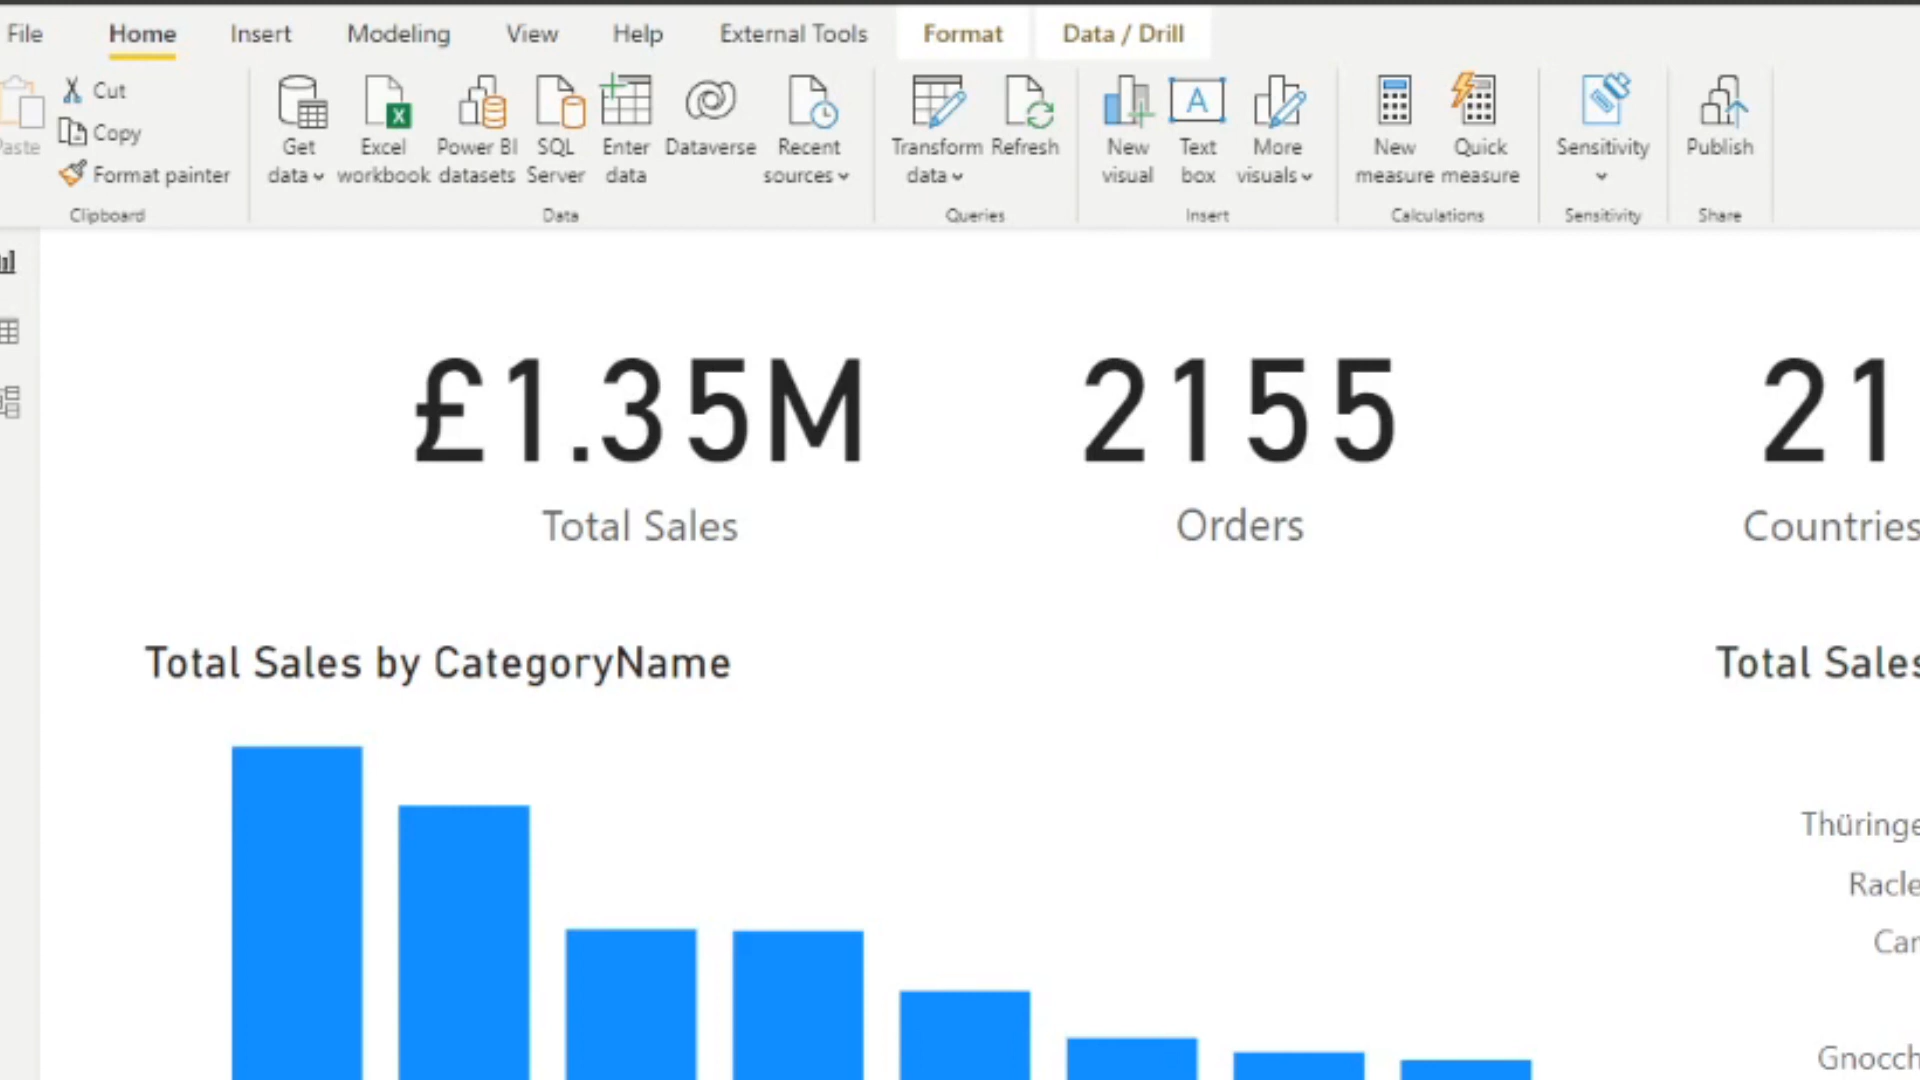 File Home Insert Modeling View Help External Tools Format Data / Drill
Cut
Copy
Format painter
Clipboard
Get data
Excel workbook
Power BI datasets
SQL Server
Enter data
Dataverse
Recent sources
Data
Transform data
Refresh
Queries
New visual
Text box
More visuals
Insert
New measure
Quick measure
Calculations
Sensitivity
Sensitivity
Publish
Share
£1.35M 2155 21
Total Sales Orders Countries
Total Sales by CategoryName Total Sales
Thüringe
Racle
Gnocch